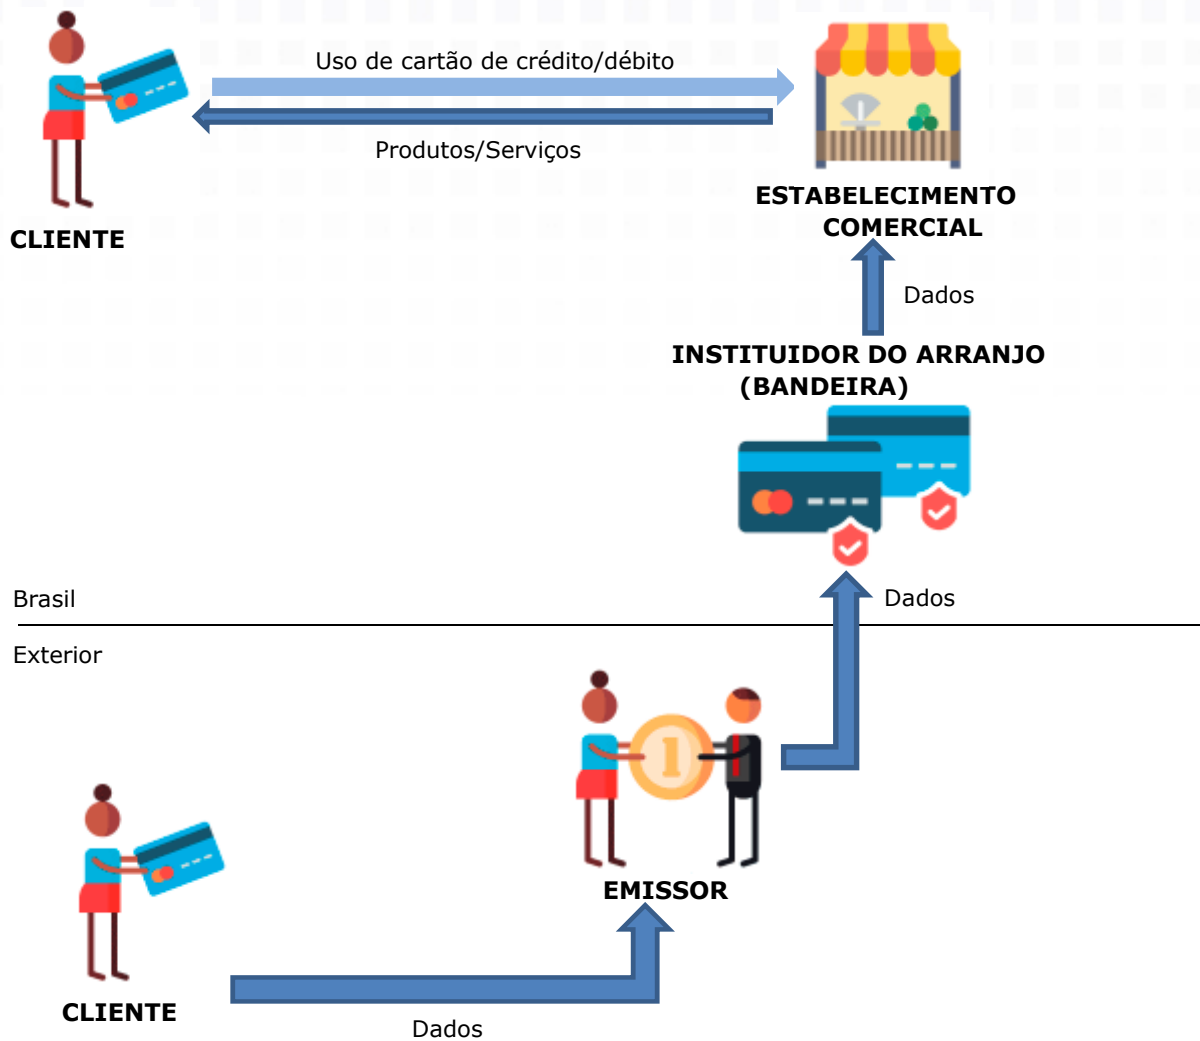 Uso de cartão de crédito/débito
Produtos/Serviços
CLIENTE
ESTABELECIMENTO
COMERCIAL
Dados
INSTITUIDOR DO ARRANJO
(BANDEIRA)
Brasil
Dados
Exterior
1
EMISSOR
CLIENTE
Dados